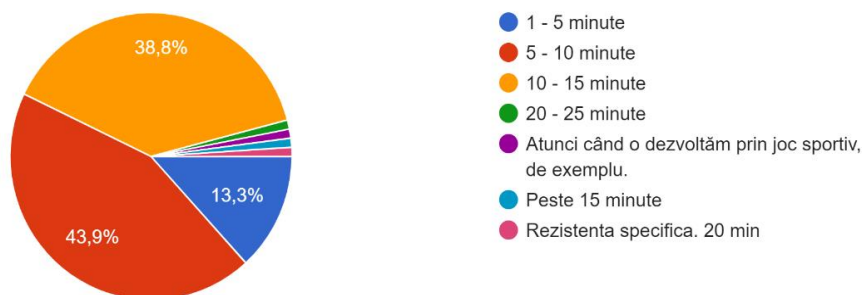 38,8%
13,3%
43,9%
1 - 5 minute
5 - 10 minute
10 - 15 minute
20 - 25 minute
Atunci când o dezvoltăm prin joc sportiv,
de exemplu.
Peste 15 minute
Rezistenta specifica. 20 min